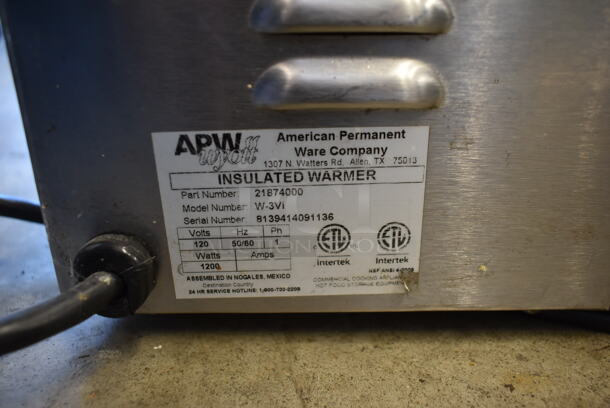 APW wyott
American Permanent
Ware Company
1307 N. Watters Rd, Allen, TX 75013
INSULATED WARMER
Part Number: 21874000
Model Number: W-3Vi
Serial Number: 8139414091136
Volts Hz Ph
120 50/60 1
Watts Amps
1200
ETL ETL
Intertek Intertek
NSF ANSI 4-2009
ASSEMBLED IN NOGALES, MEXICO
Destination Country
24 HR SERVICE HOTLINE: 1-800-733-2203
COMMERCIAL COOKING APPLIANCE
HOT FOOD STORAGE EQUIPMENT